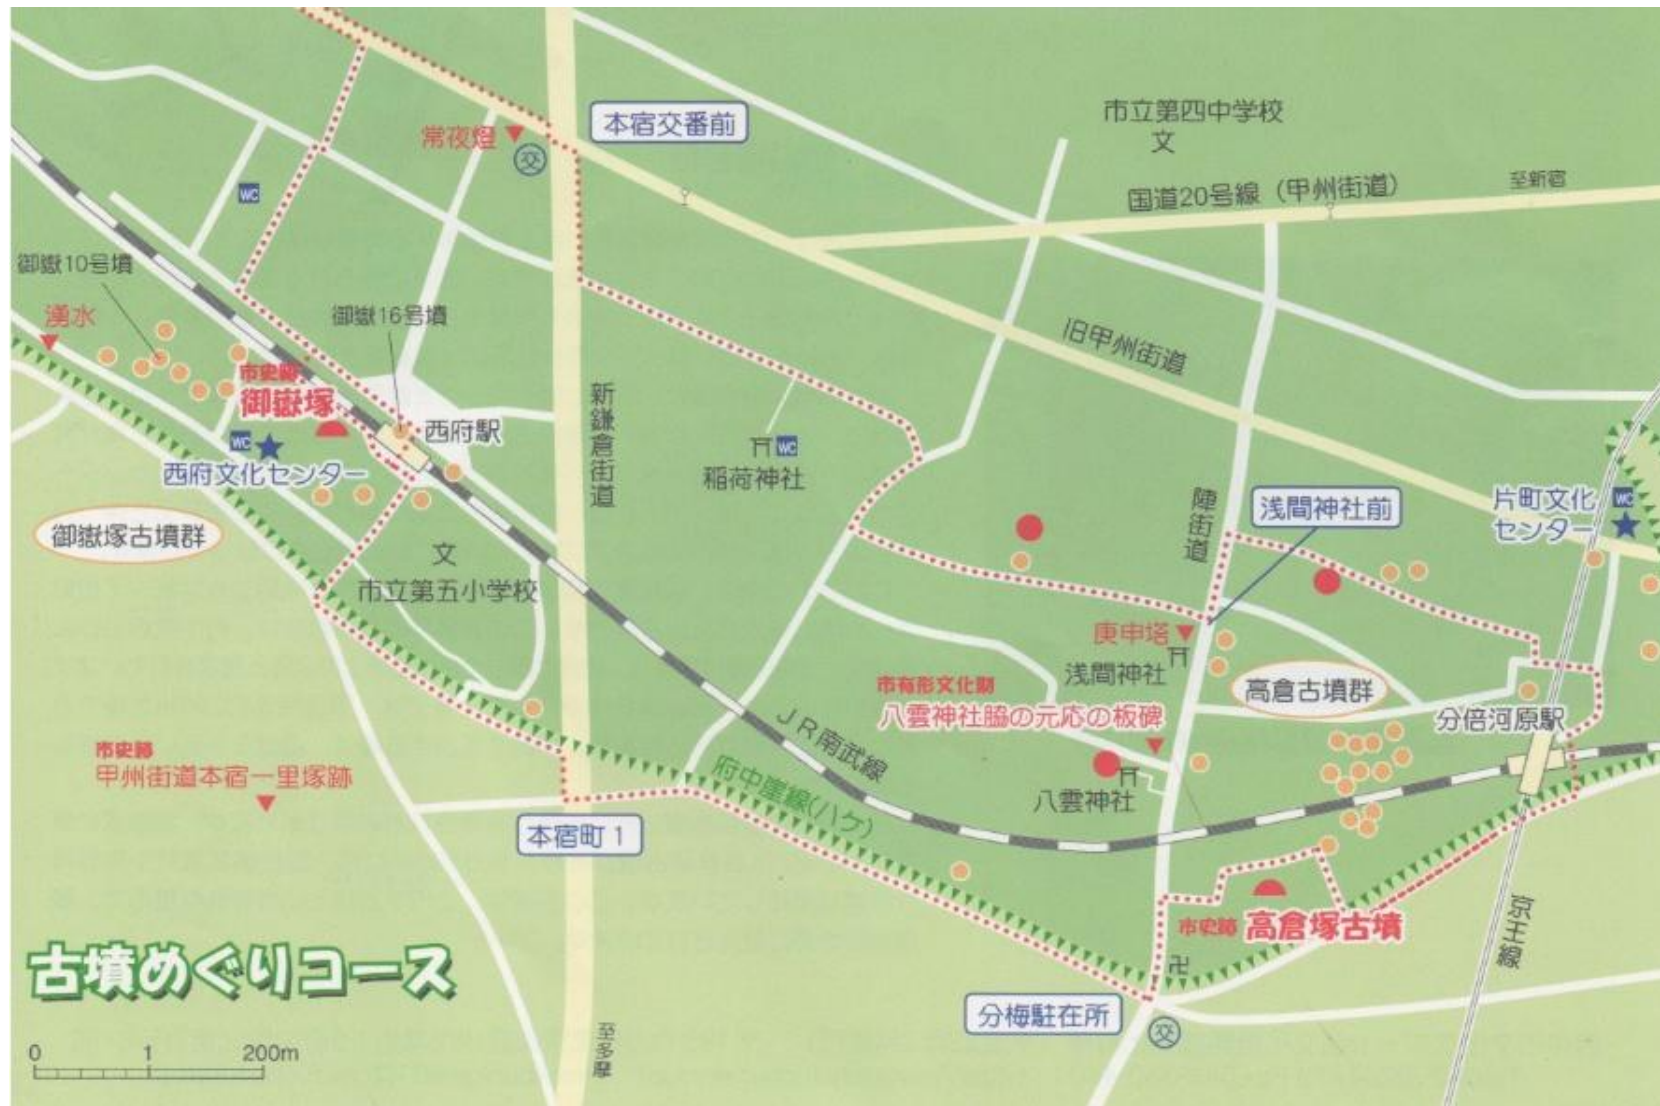 本宿交番前
市立第四中学校
文
国道20号線（甲州街道）
至新宿
常夜燈
交
WC
御嶽10号墳
湧水
御嶽16号墳
市史跡
御嶽塚
西府駅
WC
西府文化センター
御嶽塚古墳群
新鎌倉街道
旧甲州街道
WC
稲荷神社
陣街道
浅間神社前
片町文化
センター
WC
文
市立第五小学校
庚申塔
浅間神社
市有形文化財
八雲神社脇の元応の板碑
高倉古墳群
分倍河原駅
JR南武線
市史跡
甲州街道本宿一里塚跡
府中崖線(ハケ)
八雲神社
本宿町1
市史跡
高倉塚古墳
京王線
卍
古墳めぐりコース
分梅駐在所
交
至多摩
0 1 200m